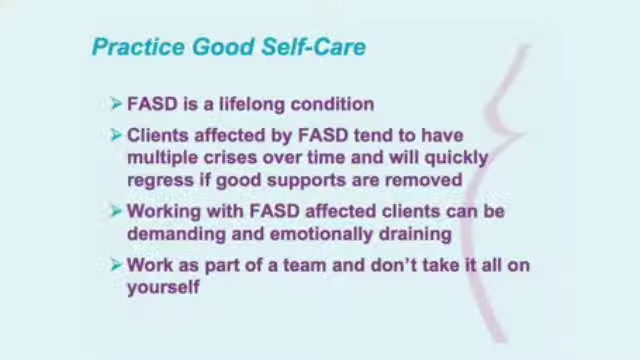 Practice Good Self-Care
➢ FASD is a lifelong condition
➢ Clients affected by FASD tend to have
multiple crises over time and will quickly
regress if good supports are removed
➢ Working with FASD affected clients can be
demanding and emotionally draining
➢ Work as part of a team and don’t take it all on
yourself